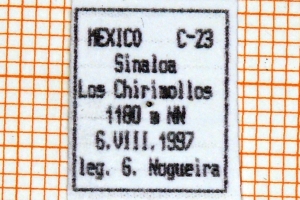 MEXICO C-23
Sinaloa
Los Chirimollos
1180 m NN
6.VIII.1997
leg. G. Nogueira